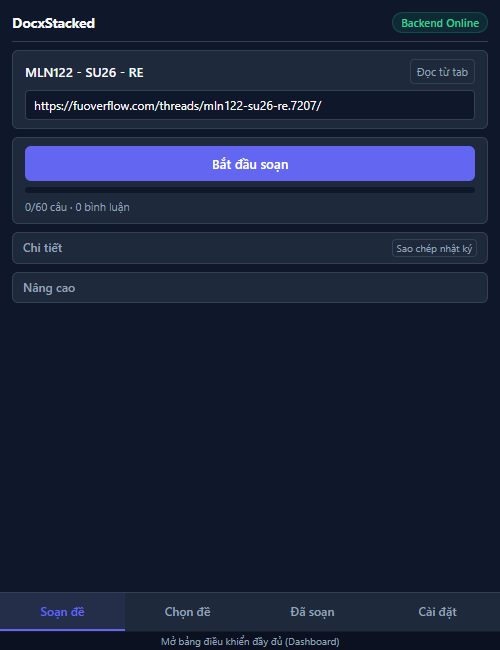 DocxStacked
Backend Online
MLN122 - SU26 - RE
Đọc từ tab
https://fuoverflow.com/threads/mln122-su26-re.7207/
Bắt đầu soạn
0/60 câu · 0 bình luận
Chi tiết
Sao chép nhật ký
Nâng cao
Soạn đề
Chọn đề
Đã soạn
Cài đặt
Mở bảng điều khiển đầy đủ (Dashboard)